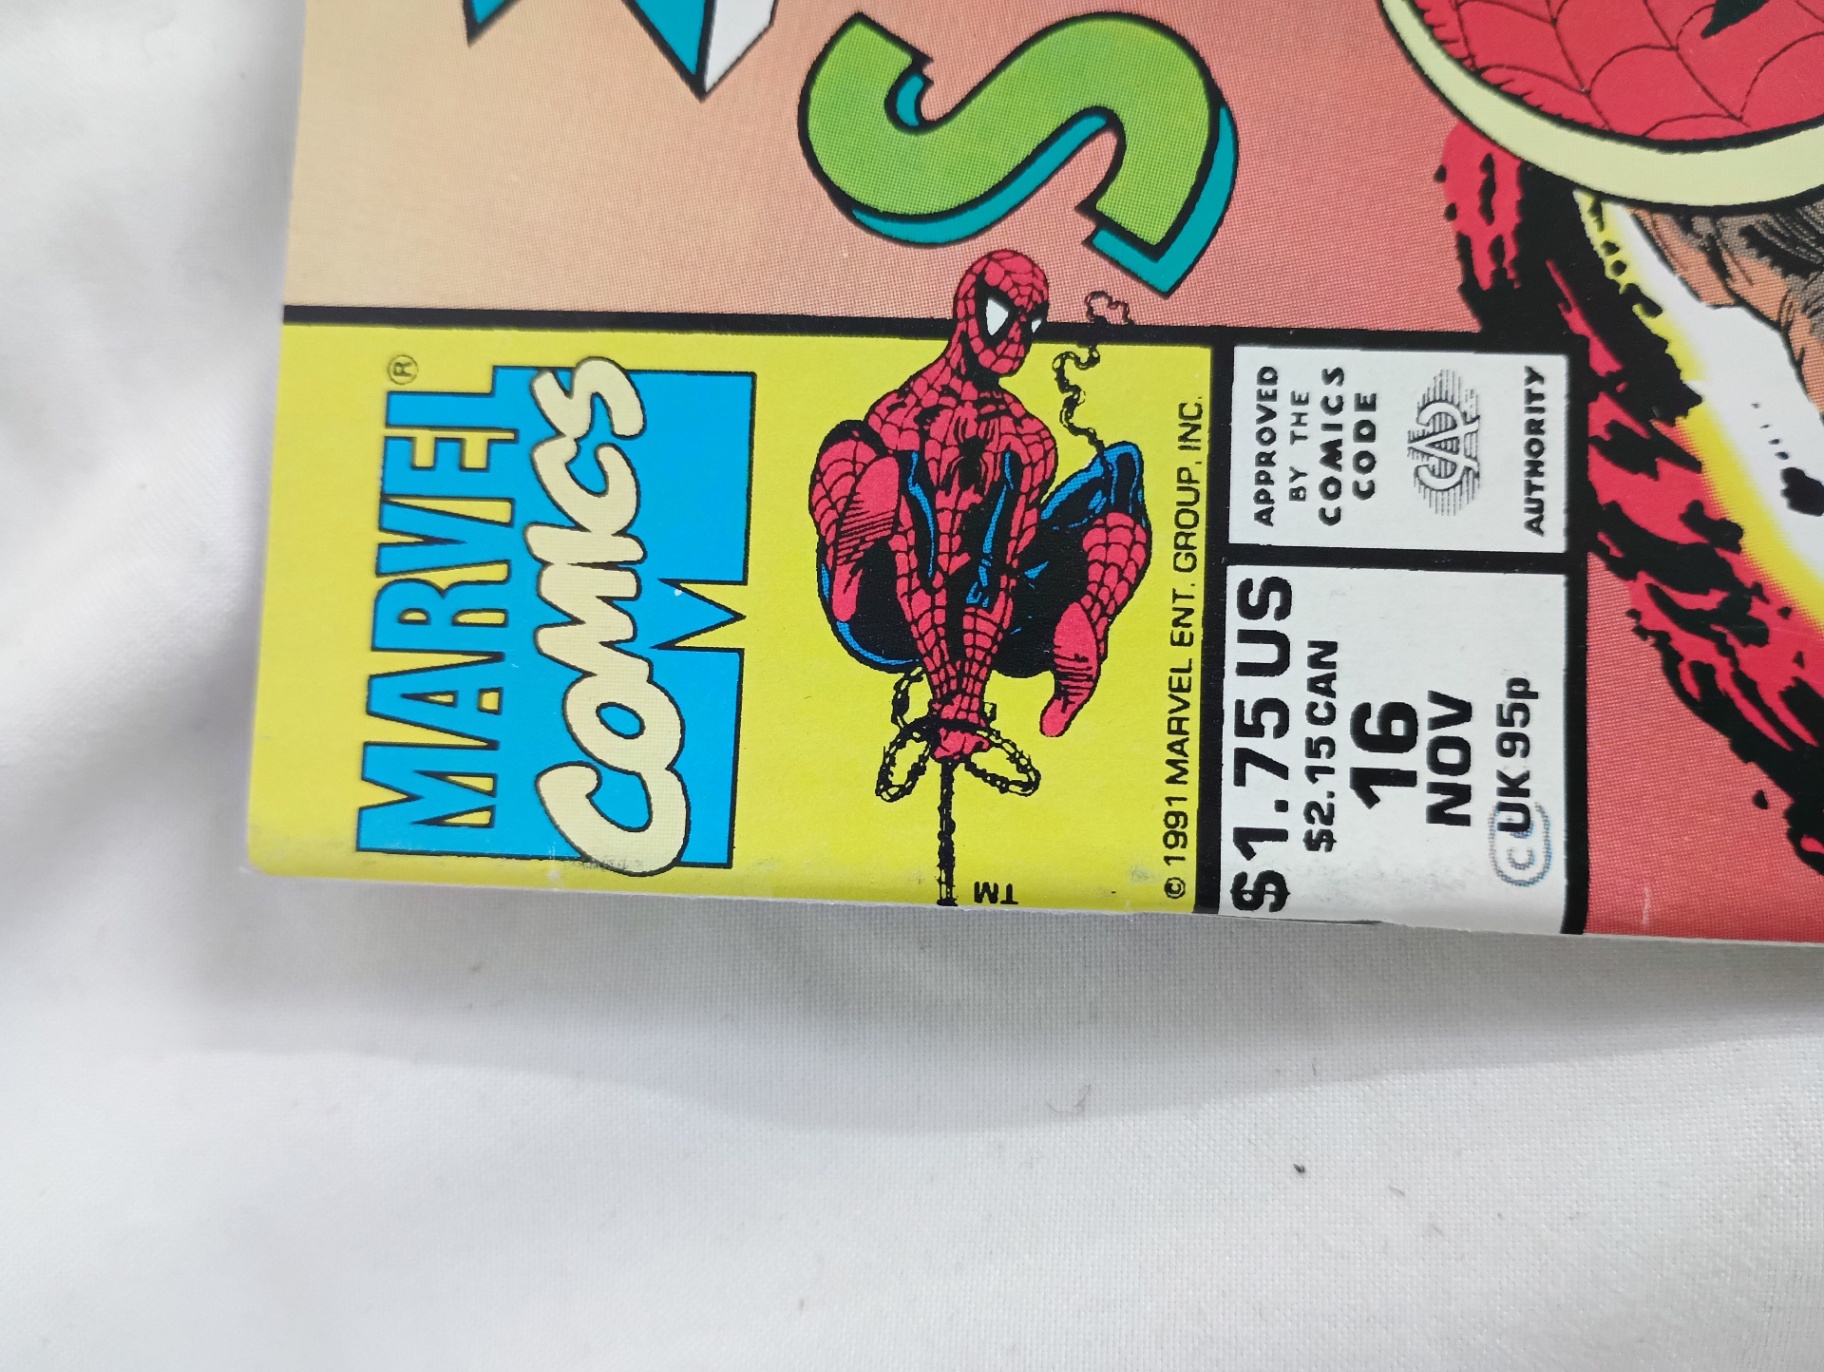 S
MARVEL®
COMICS
TM
© 1991 MARVEL ENT. GROUP, INC.
APPROVED
BY THE
COMICS
CODE
CCA
AUTHORITY
$1.75 US
$2.15 CAN
16
NOV
UK 95p